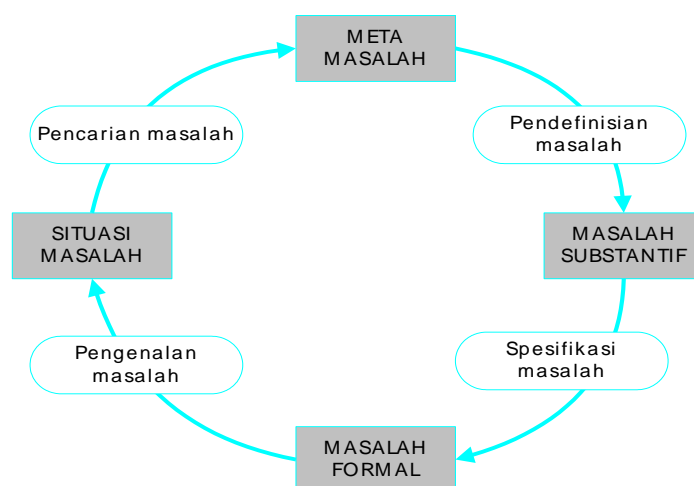 META
MASALAH
Pencarian masalah
Pendefinisian
masalah
SITUASI
MASALAH
MASALAH
SUBSTANTIF
Pengenalan
masalah
Spesifikasi
masalah
MASALAH
FORMAL